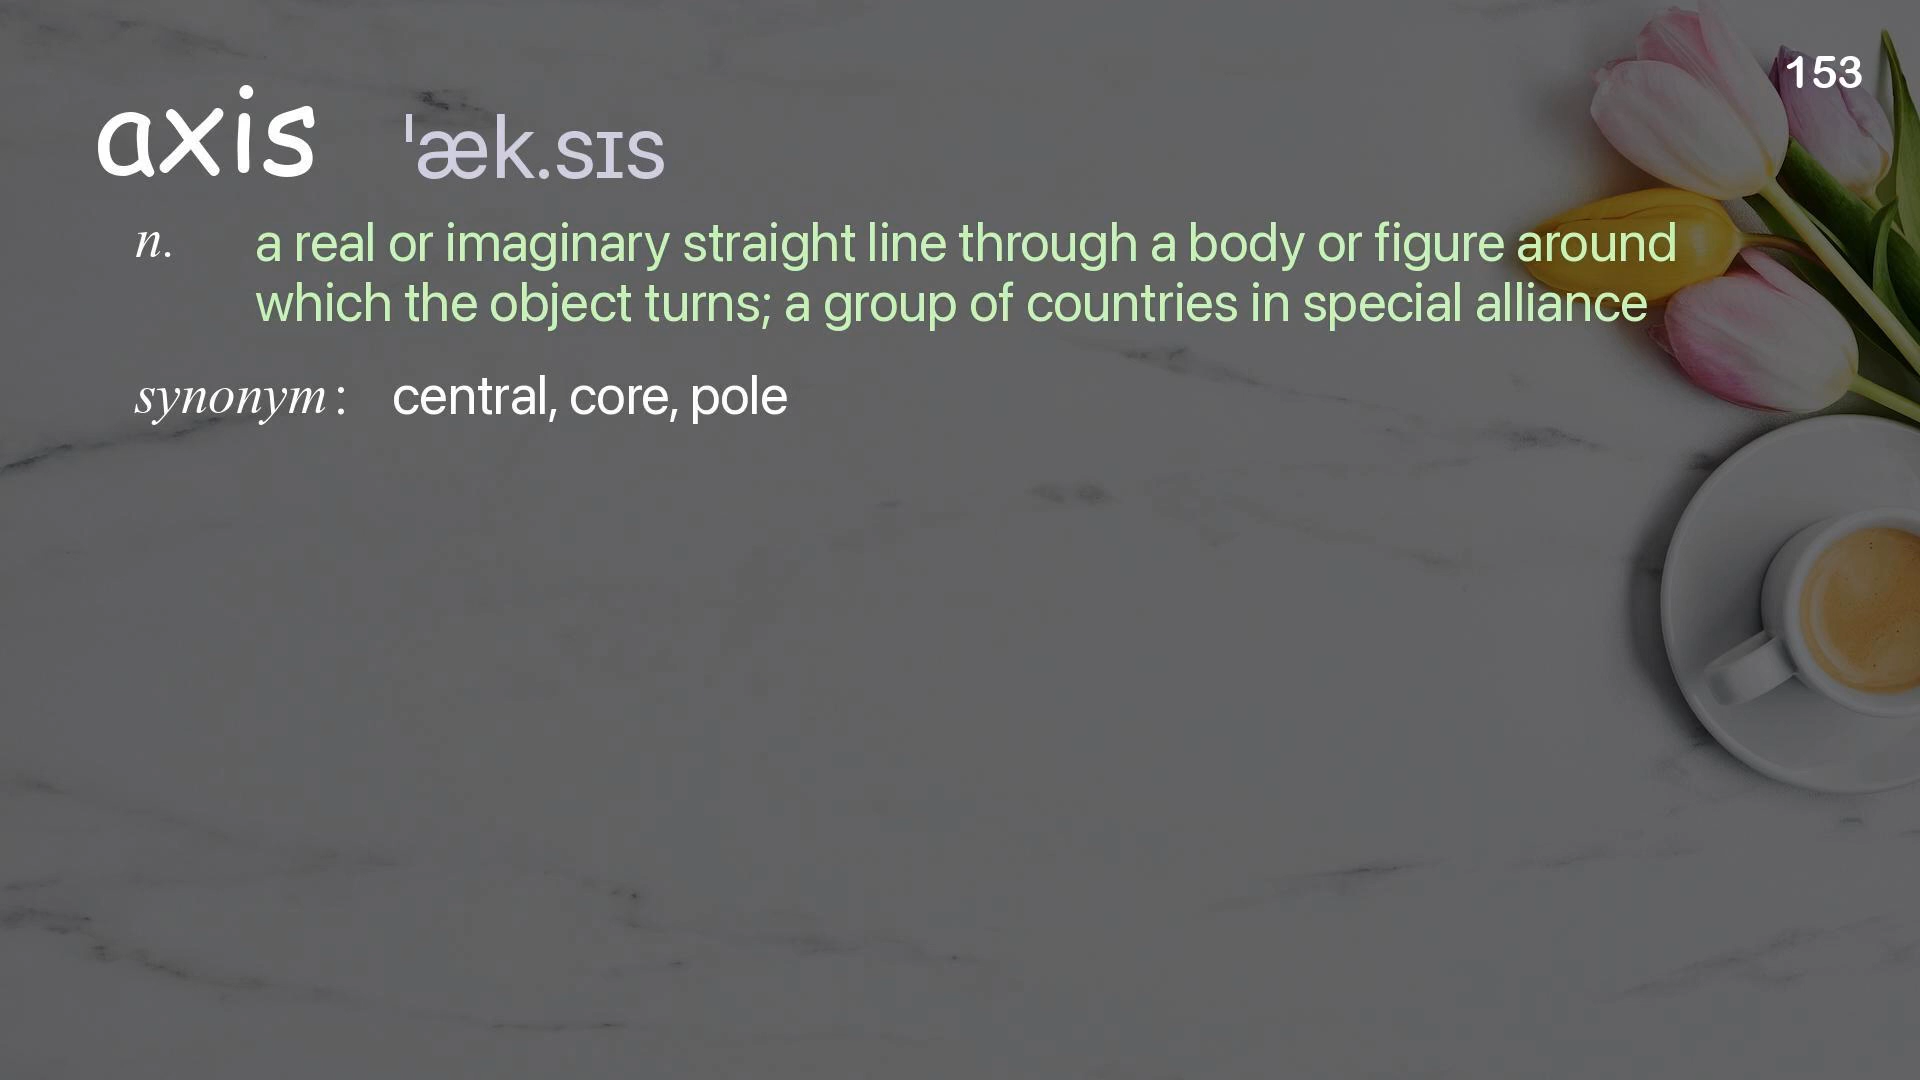 153
axis ˈæk.sɪs
n. a real or imaginary straight line through a body or figure around
which the object turns; a group of countries in special alliance
synonym: central, core, pole